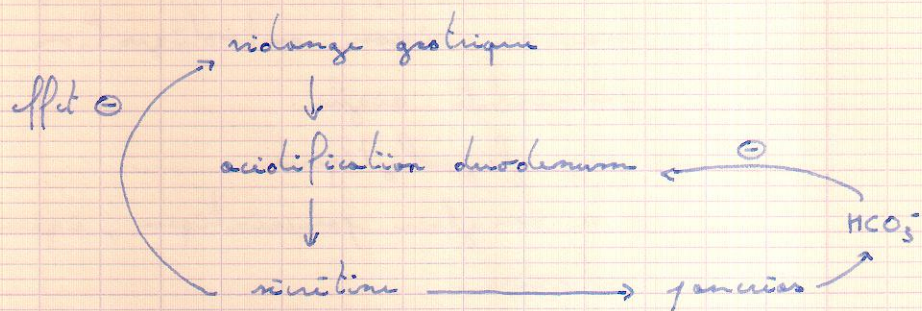 vidange gastrique
effet ⊖
↓
acidification duodenum ← ⊖
↓
HCO₃⁻
sécrétine → pancréas